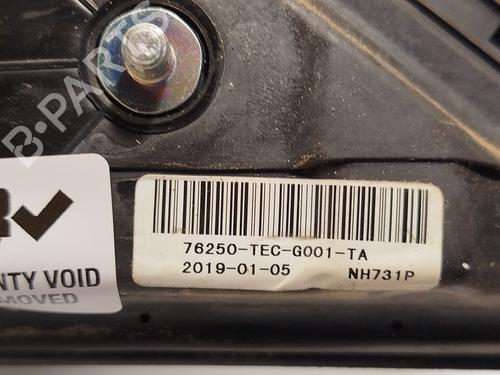 B-PARTS
76250-TEC-G001-TA
2019-01-05 NH731P
NTY VOID
MOVED